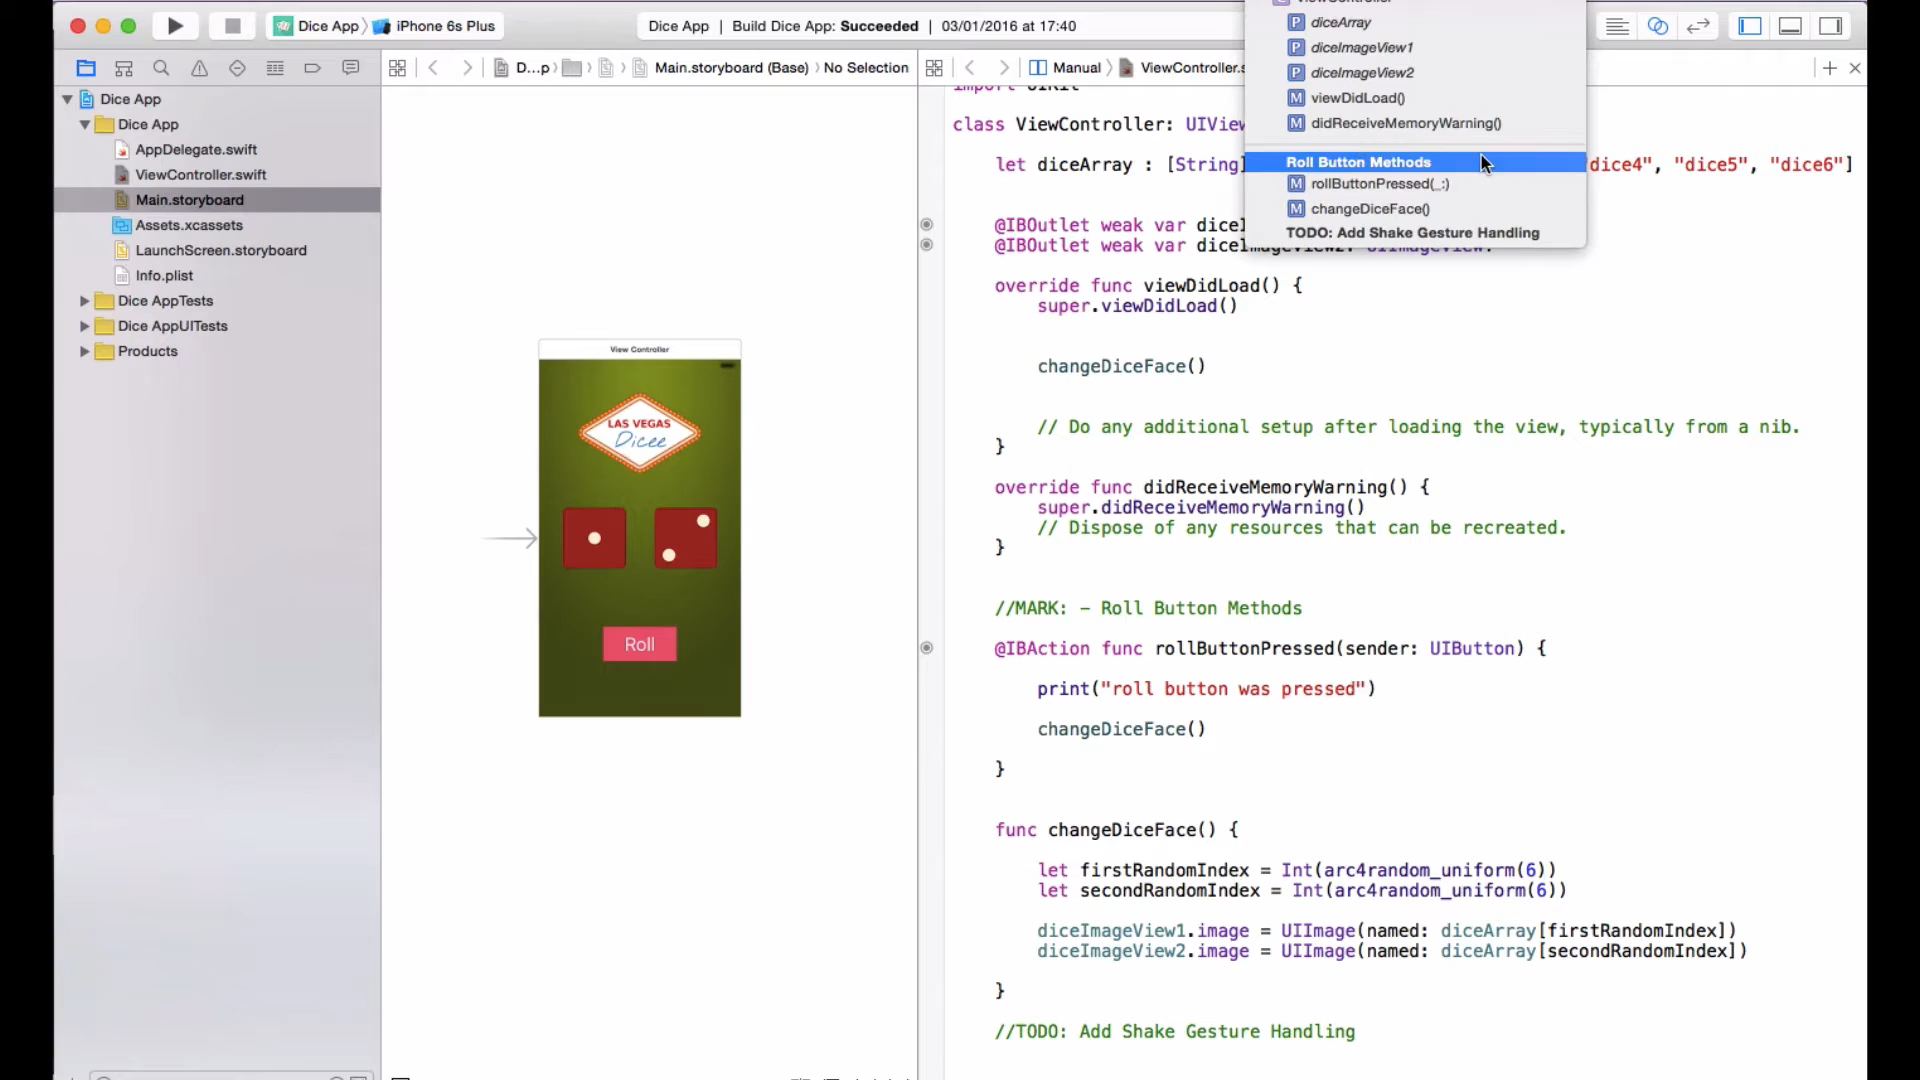 Dice App
iPhone 6s Plus
Dice App | Build Dice App: Succeeded | 03/01/2016 at 17:40
D...p
Main.storyboard (Base)
No Selection
Manual
ViewController.s
Dice App
Dice App
AppDelegate.swift
ViewController.swift
Main.storyboard
Assets.xcassets
LaunchScreen.storyboard
Info.plist
Dice AppTests
Dice AppUITests
Products
View Controller
LAS VEGAS
Dicee
Roll
ViewController
P diceArray
P diceImageView1
P diceImageView2
M viewDidLoad()
M didReceiveMemoryWarning()
Roll Button Methods
M rollButtonPressed(_:)
M changeDiceFace()
TODO: Add Shake Gesture Handling
import UIKit
class ViewController: UIView
let diceArray : [String] dice4", "dice5", "dice6"]
@IBOutlet weak var diceI
@IBOutlet weak var diceImageView2: UIImageView!
override func viewDidLoad() {
super.viewDidLoad()
changeDiceFace()
// Do any additional setup after loading the view, typically from a nib.
}
override func didReceiveMemoryWarning() {
super.didReceiveMemoryWarning()
// Dispose of any resources that can be recreated.
}
//MARK: - Roll Button Methods
@IBAction func rollButtonPressed(sender: UIButton) {
print("roll button was pressed")
changeDiceFace()
}
func changeDiceFace() {
let firstRandomIndex = Int(arc4random_uniform(6))
let secondRandomIndex = Int(arc4random_uniform(6))
diceImageView1.image = UIImage(named: diceArray[firstRandomIndex])
diceImageView2.image = UIImage(named: diceArray[secondRandomIndex])
}
//TODO: Add Shake Gesture Handling